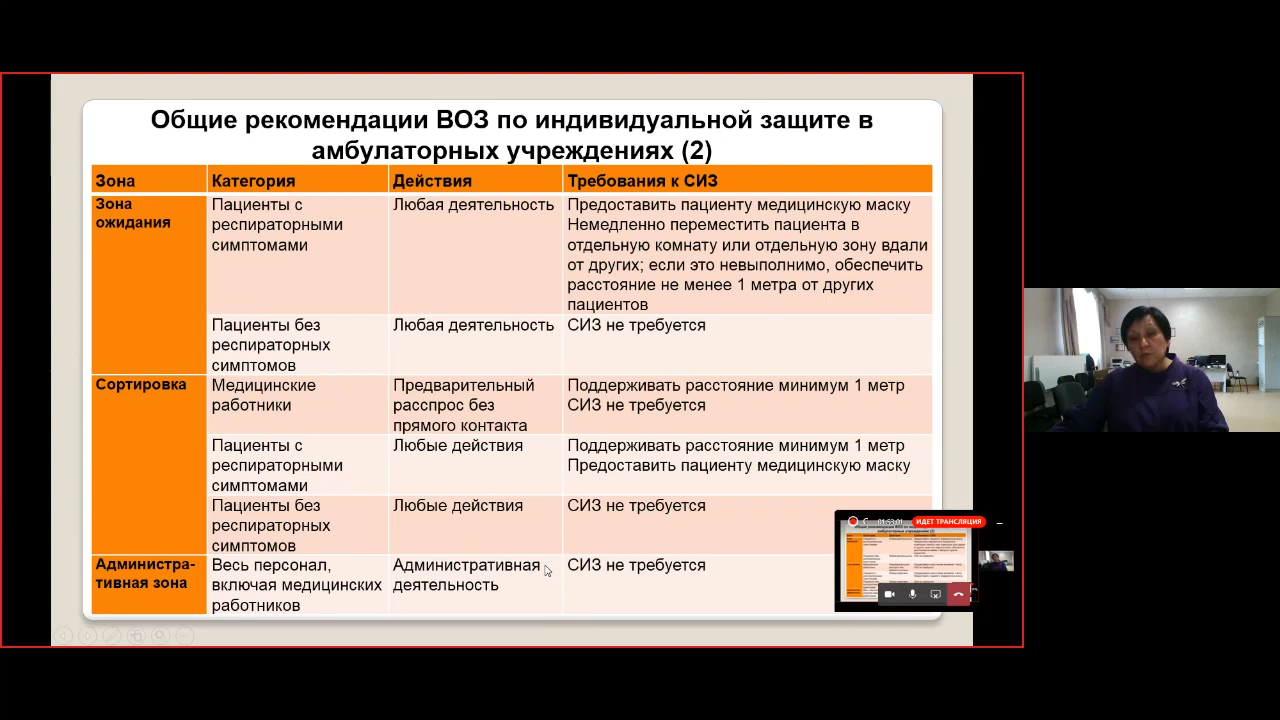 Общие рекомендации ВОЗ по индивидуальной защите в
амбулаторных учреждениях (2)
Зона
Категория
Действия
Требования к СИЗ
Зона
ожидания
Пациенты с
респираторными
симптомами
Любая деятельность
Предоставить пациенту медицинскую маску
Немедленно переместить пациента в
отдельную комнату или отдельную зону вдали
от других; если это невыполнимо, обеспечить
расстояние не менее 1 метра от других
пациентов
Пациенты без
респираторных
симптомов
Любая деятельность
СИЗ не требуется
Сортировка
Медицинские
работники
Предварительный
расспрос без
прямого контакта
Поддерживать расстояние минимум 1 метр
СИЗ не требуется
Пациенты с
респираторными
симптомами
Любые действия
Поддерживать расстояние минимум 1 метр
Предоставить пациенту медицинскую маску
Пациенты без
респираторных
симптомов
Любые действия
СИЗ не требуется
Администра-
тивная зона
Весь персонал,
включая медицинских
работников
Административная
деятельность
СИЗ не требуется
01:53:01 ИДЕТ ТРАНСЛЯЦИЯ